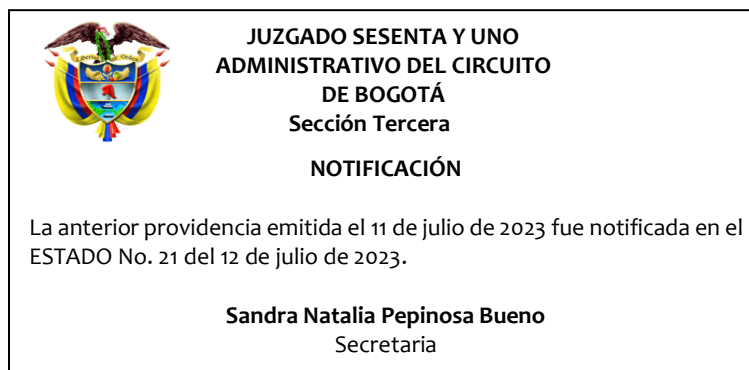 JUZGADO SESENTA Y UNO
ADMINISTRATIVO DEL CIRCUITO
DE BOGOTÁ
Sección Tercera
NOTIFICACIÓN
La anterior providencia emitida el 11 de julio de 2023 fue notificada en el
ESTADO No. 21 del 12 de julio de 2023.
Sandra Natalia Pepinosa Bueno
Secretaria